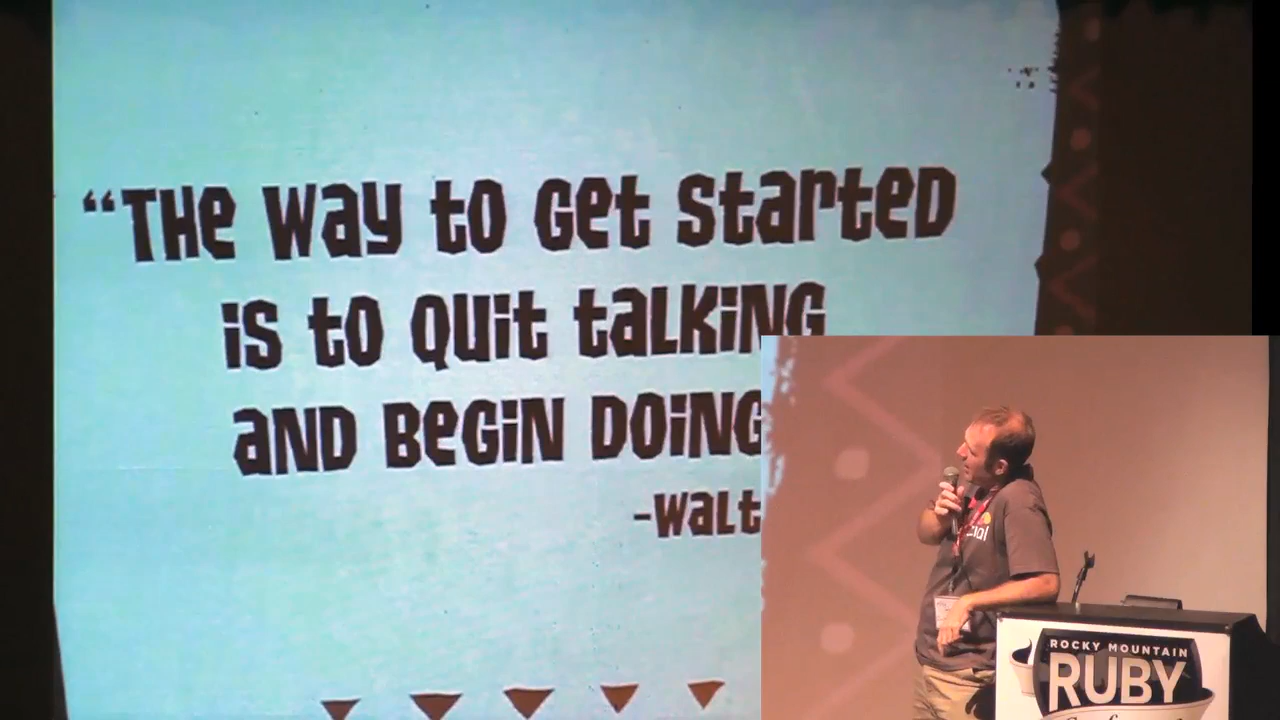 “THe way to Get started
is to Quit taLKiNG
aND BeGiN DOiNG
-waLt
ROCKY MOUNTAIN
RUBY